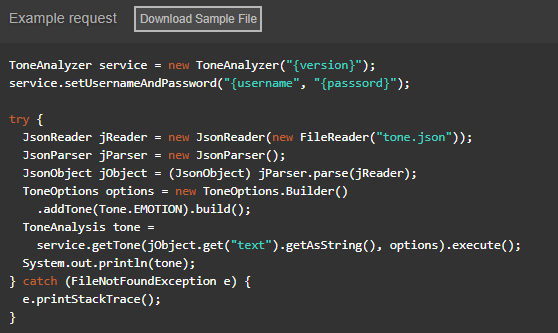 Example request
Download Sample File
ToneAnalyzer service = new ToneAnalyzer("{version}");
service.setUsernameAndPassword("{username", "{passsord}");
try {
JsonReader jReader = new JsonReader(new FileReader("tone.json"));
JsonParser jParser = new JsonParser();
JsonObject jObject = (JsonObject) jParser.parse(jReader);
ToneOptions options = new ToneOptions.Builder()
.addTone(Tone.EMOTION).build();
ToneAnalysis tone =
service.getTone(jObject.get("text").getAsString(), options).execute();
System.out.println(tone);
} catch (FileNotFoundException e) {
e.printStackTrace();
}